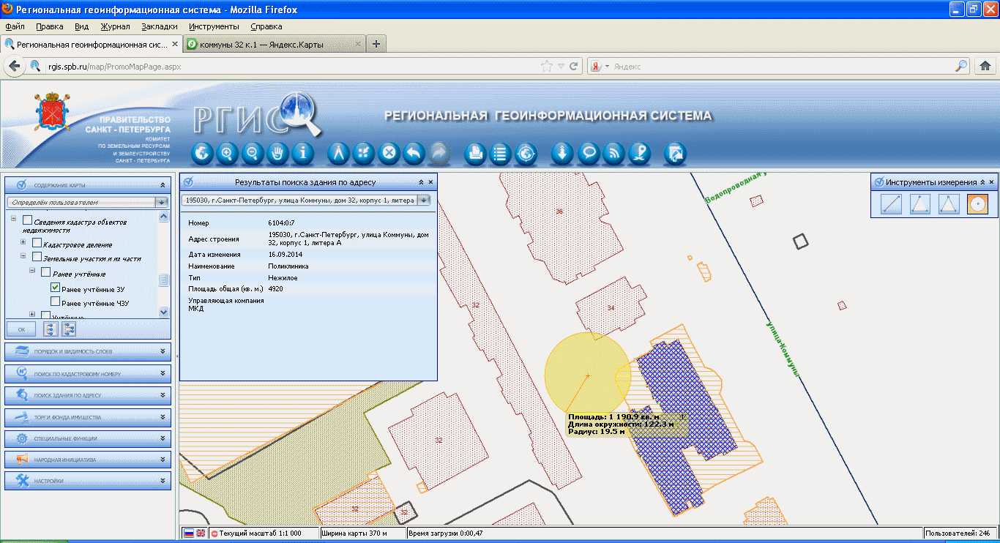 Региональная геоинформационная система - Mozilla Firefox
Файл Правка Вид Журнал Закладки Инструменты Справка
Региональная геоинформационная сис...
коммуны 32 к.1 — Яндекс.Карты
rgis.spb.ru/map/PromoMapPage.aspx
Яндекс
ПРАВИТЕЛЬСТВО
САНКТ - ПЕТЕРБУРГА
КОМИТЕТ
ПО ЗЕМЕЛЬНЫМ РЕСУРСАМ
И ЗЕМЛЕУСТРОЙСТВУ
САНКТ - ПЕТЕРБУРГА
РГИС
РЕГИОНАЛЬНАЯ ГЕОИНФОРМАЦИОННАЯ СИСТЕМА
СОДЕРЖАНИЕ КАРТЫ
Определён пользователем
Сведения кадастра объектов
недвижимости
Кадастровое деление
Земельные участки и их части
Ранее учтённые
Ранее учтённые ЗУ
Ранее учтённые ЧЗУ
Учтённые
ОК
ПОРЯДОК И ВИДИМОСТЬ СЛОЕВ
ПОИСК ПО КАДАСТРОВОМУ НОМЕРУ
ПОИСК ЗДАНИЯ ПО АДРЕСУ
ТОРГИ ФОНДА ИМУЩЕСТВА
СПЕЦИАЛЬНЫЕ ФУНКЦИИ
НАРОДНАЯ ИНИЦИАТИВА
НАСТРОЙКИ
Результаты поиска здания по адресу
195030, г.Санкт-Петербург, улица Коммуны, дом 32, корпус 1, литера
Номер 6104:0:7
Адрес строения 195030, г.Санкт-Петербург, улица Коммуны, дом
32, корпус 1, литера А
Дата изменения 16.09.2014
Наименование Поликлиника
Тип Нежилое
Площадь общая (кв. м.) 4920
Управляющая компания
МКД
Инструменты измерения
Водопроводная у
36
32
34
улица Коммуны
Площадь: 1 190.9 кв. м
Длина окружности: 122.3 м
Радиус: 19.5 м
32
32
32
Текущий масштаб 1:1 000
Ширина карты 370 м
Время загрузки 0:00,47
Пользователей: 246